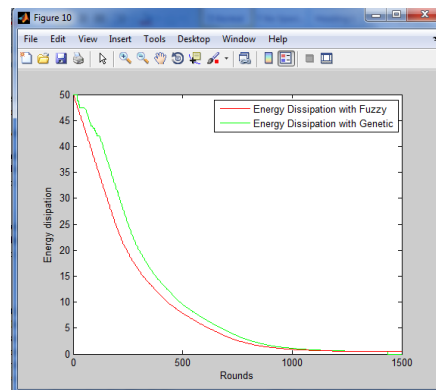 Figure 10
File Edit View Insert Tools Desktop Window Help
Energy Dissipation with Fuzzy
Energy Dissipation with Genetic
50
45
40
35
30
25
20
15
10
5
0
Energy disipation
0 500 1000 1500
Rounds